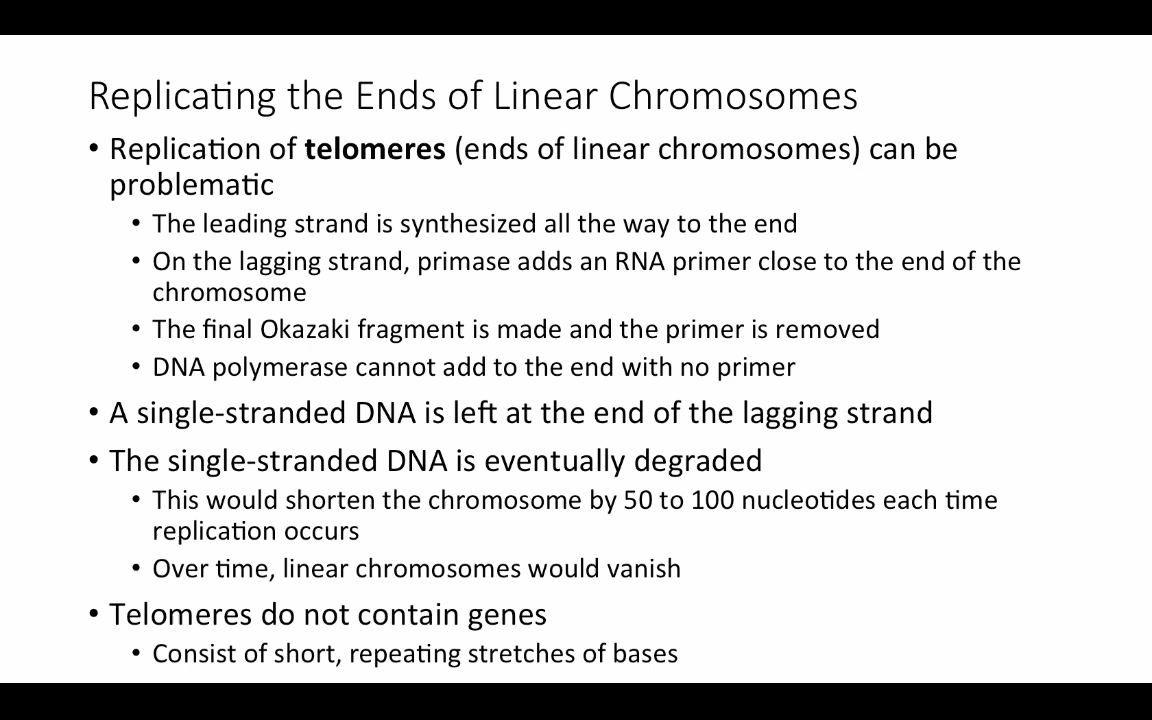 Replicating the Ends of Linear Chromosomes
• Replication of telomeres (ends of linear chromosomes) can be
problematic
• The leading strand is synthesized all the way to the end
• On the lagging strand, primase adds an RNA primer close to the end of the
chromosome
• The final Okazaki fragment is made and the primer is removed
• DNA polymerase cannot add to the end with no primer
• A single-stranded DNA is left at the end of the lagging strand
• The single-stranded DNA is eventually degraded
• This would shorten the chromosome by 50 to 100 nucleotides each time
replication occurs
• Over time, linear chromosomes would vanish
• Telomeres do not contain genes
• Consist of short, repeating stretches of bases